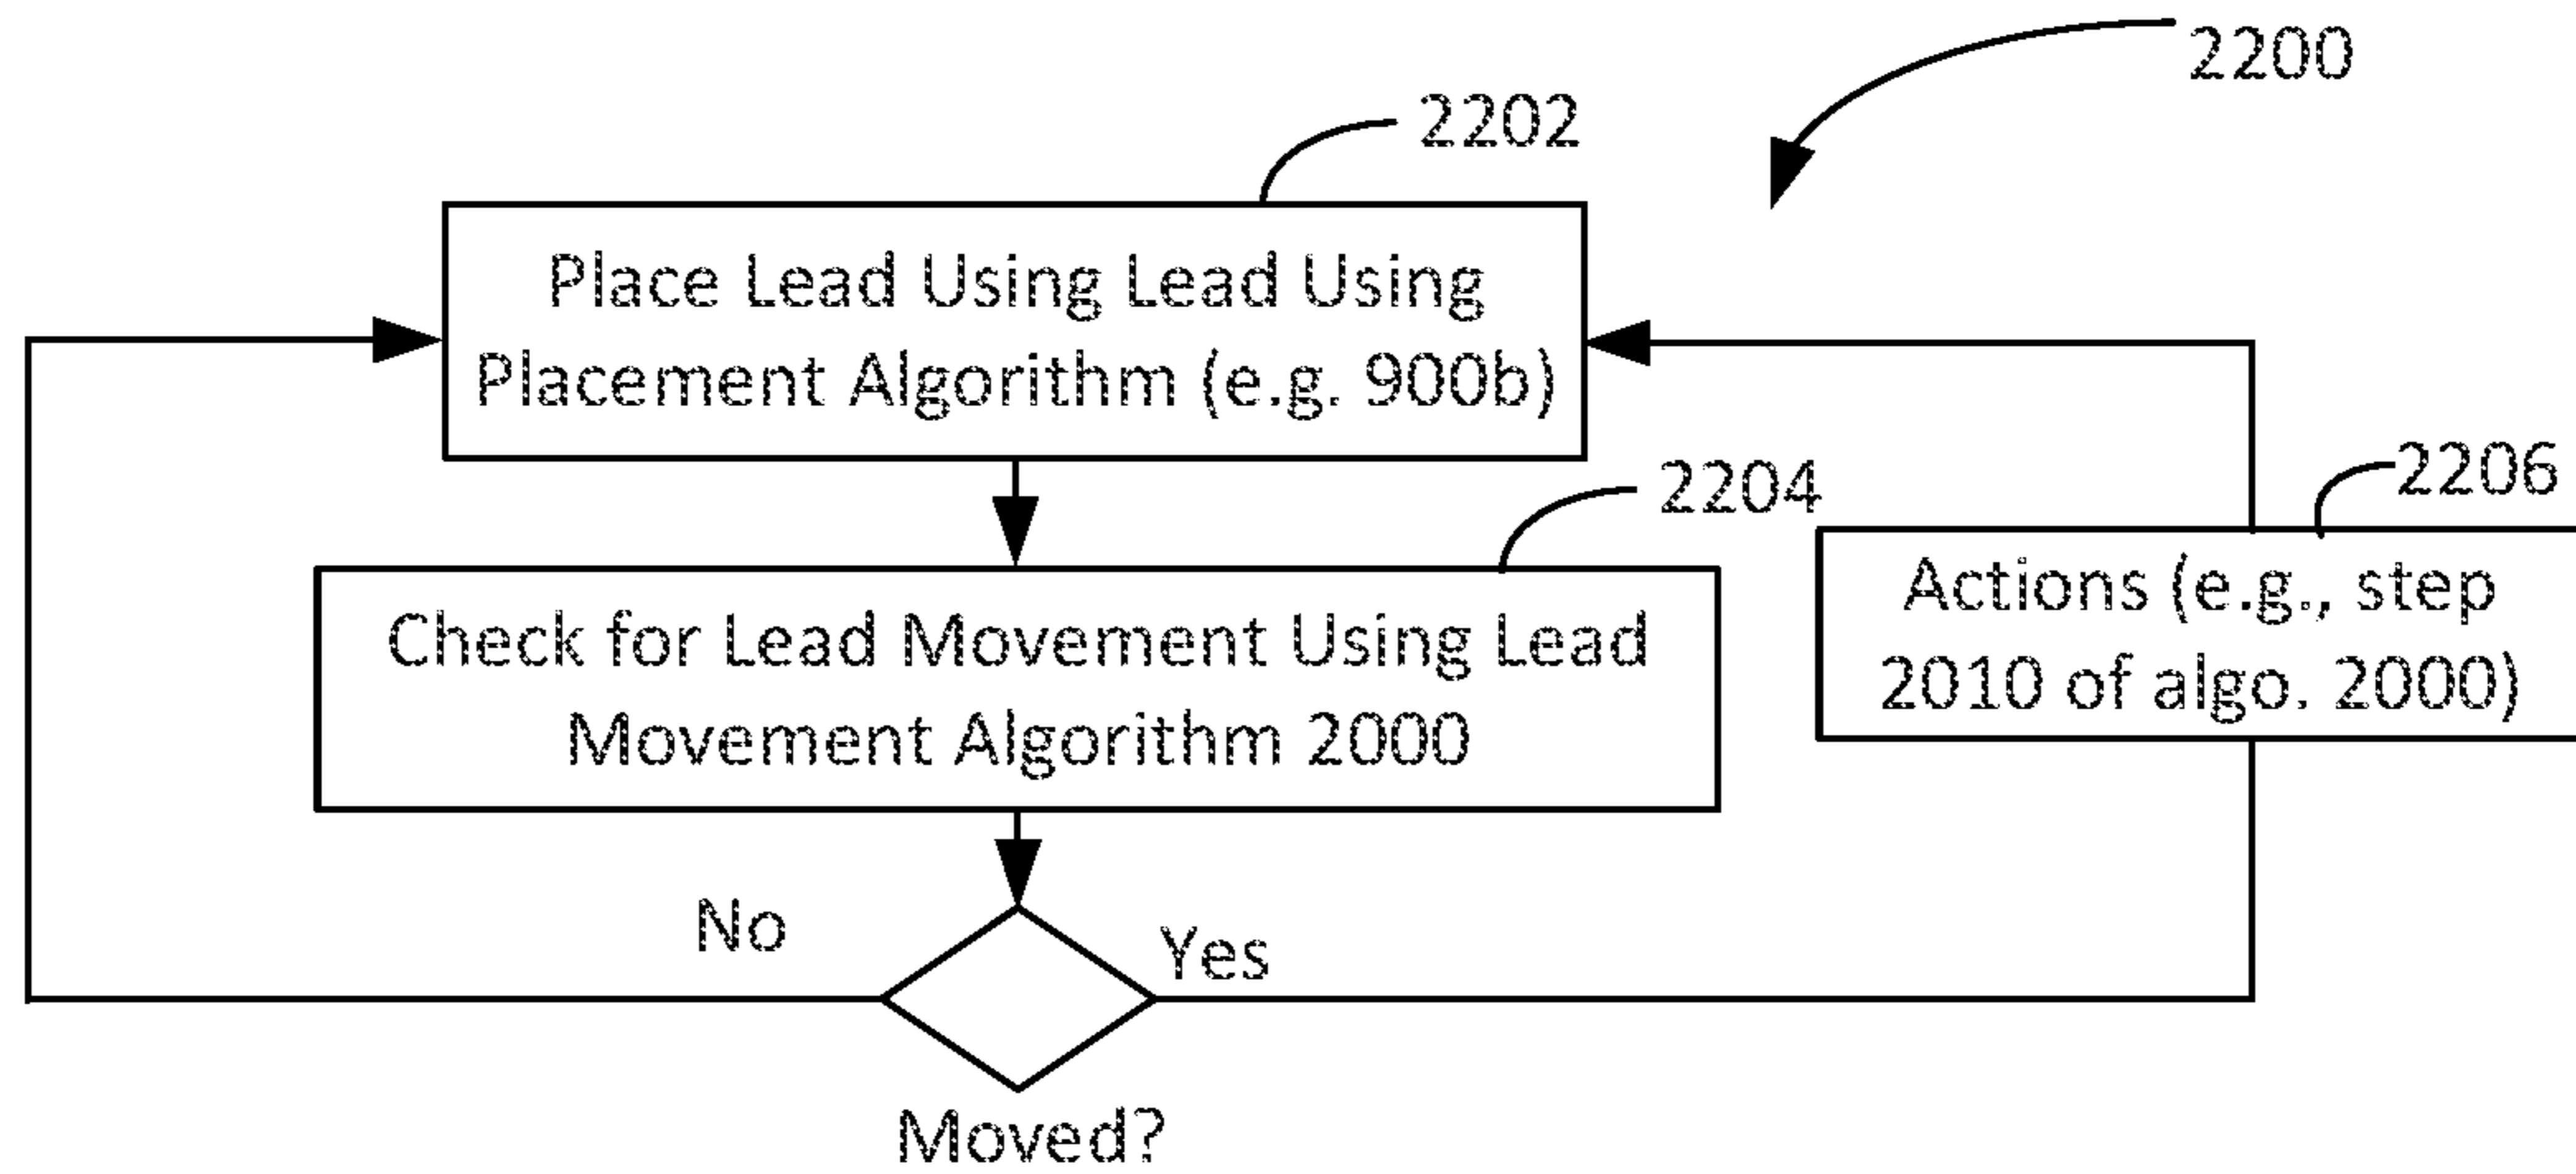 2200
2202
Place Lead Using Lead Using
Placement Algorithm (e.g. 900b)
2204
2206
Check for Lead Movement Using Lead
Movement Algorithm 2000
Actions (e.g., step
2010 of algo. 2000)
No
Yes
Moved?